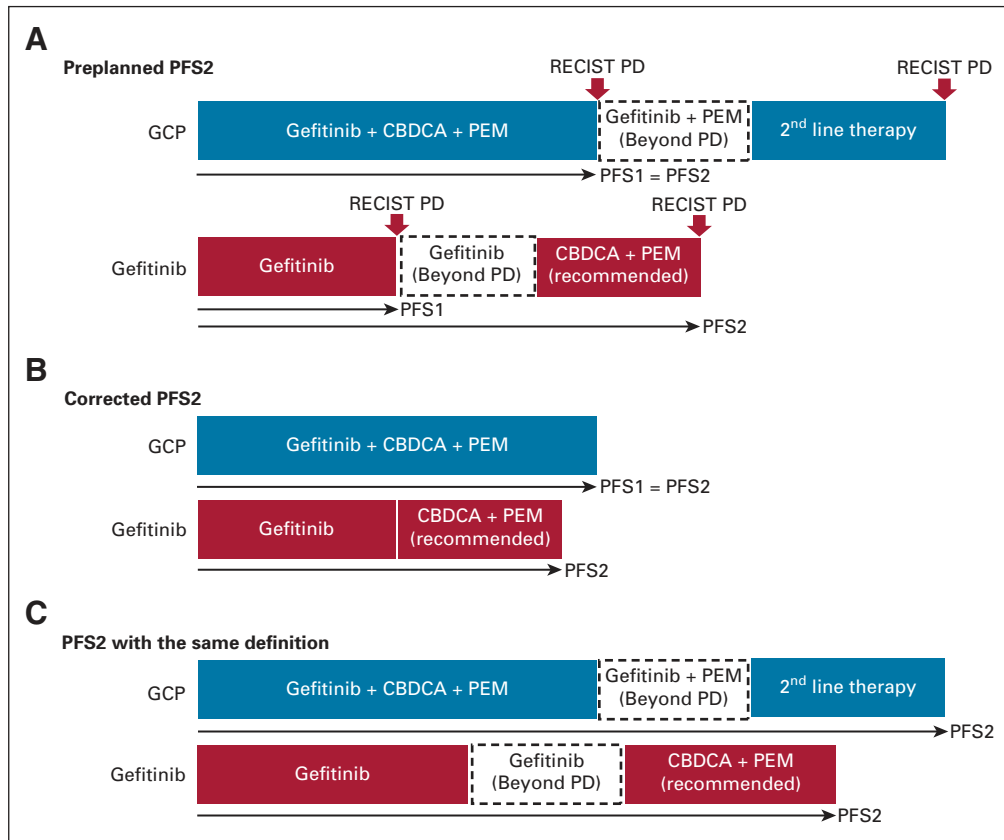 A
Preplanned PFS2
RECIST PD
RECIST PD
GCP
Gefitinib + CBDCA + PEM
Gefitinib + PEM
(Beyond PD)
2nd line therapy
PFS1 = PFS2
RECIST PD
RECIST PD
Gefitinib
Gefitinib
Gefitinib
(Beyond PD)
CBDCA + PEM
(recommended)
PFS1
PFS2
B
Corrected PFS2
GCP
Gefitinib + CBDCA + PEM
PFS1 = PFS2
Gefitinib
Gefitinib
CBDCA + PEM
(recommended)
PFS2
C
PFS2 with the same definition
GCP
Gefitinib + CBDCA + PEM
Gefitinib + PEM
(Beyond PD)
2nd line therapy
PFS2
Gefitinib
Gefitinib
Gefitinib
(Beyond PD)
CBDCA + PEM
(recommended)
PFS2